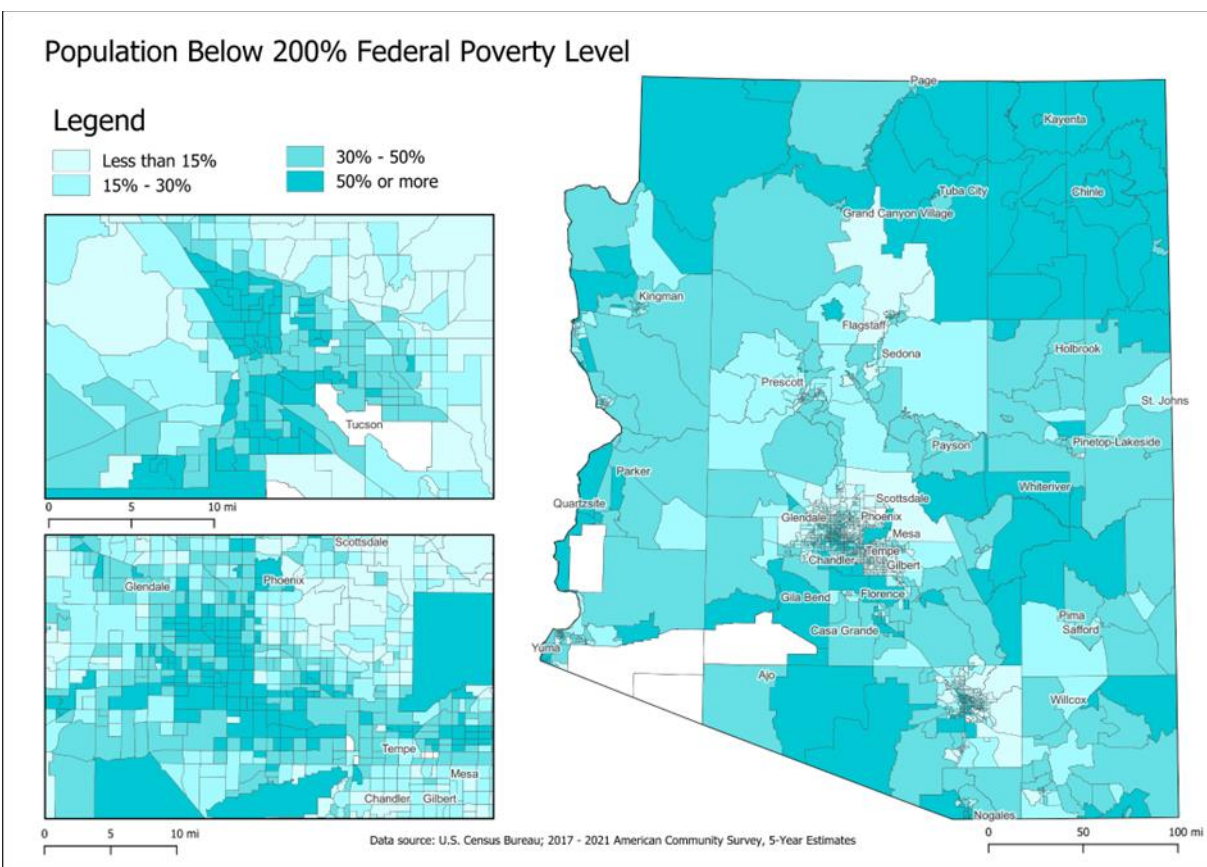 Population Below 200% Federal Poverty Level
Legend
Less than 15%
15% - 30%
30% - 50%
50% or more
Tucson
0 5 10 mi
Scottsdale
Glendale
Phoenix
Tempe
Mesa
Chandler
Gilbert
0 5 10 mi
Page
Kayenta
Tuba City
Chinle
Grand Canyon Village
Kingman
Flagstaff
Sedona
Holbrook
Prescott
St. Johns
Payson
Pinetop-Lakeside
Parker
Whiteriver
Quartzsite
Scottsdale
Glendale
Phoenix
Mesa
Tempe
Chandler
Gilbert
Gila Bend
Florence
Pima
Safford
Casa Grande
Yuma
Ajo
Willcox
Nogales
0 50 100 mi
Data source: U.S. Census Bureau; 2017 - 2021 American Community Survey, 5-Year Estimates